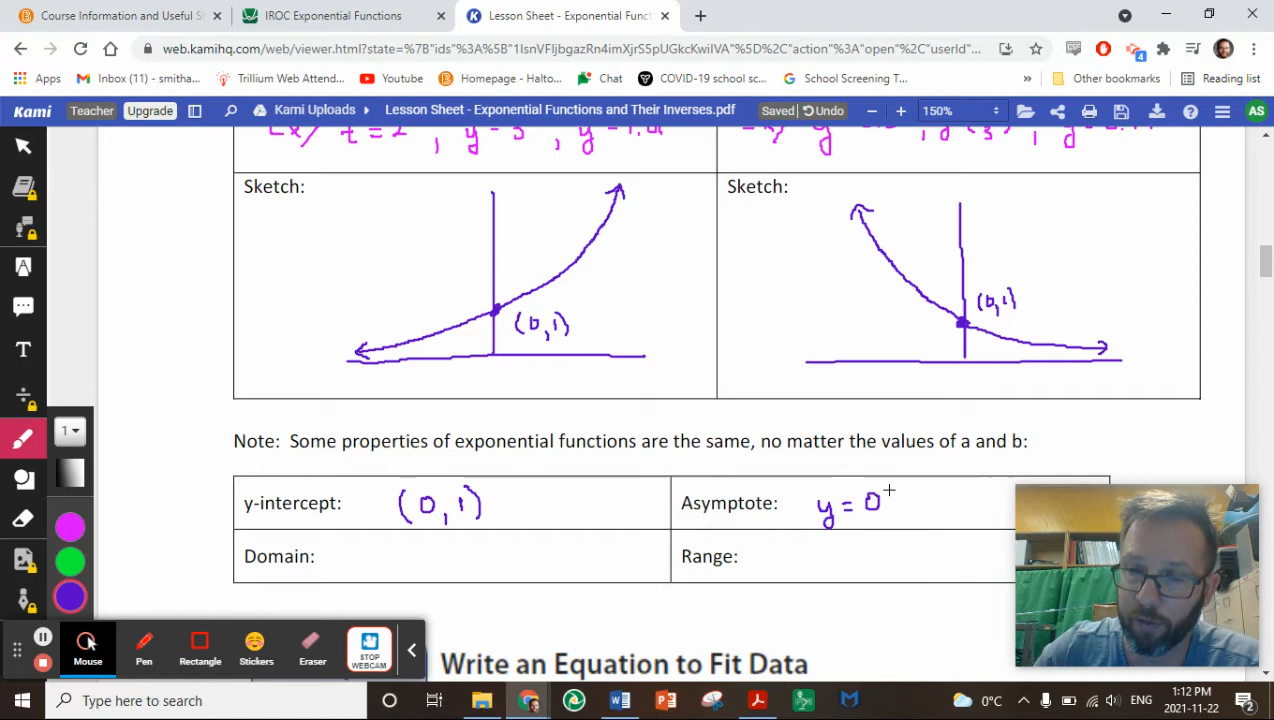 Course Information and Useful S
IROC Exponential Functions
Lesson Sheet - Exponential Funct
web.kamihq.com/web/viewer.html?state=%7B"ids"%3A%5B"1IsnVFIjbgazRn4imXjrS5pUGkcKwiIVA"%5D%2C"action"%3A"open"%2C"userId"...
Apps
Inbox (11) - smitha...
Trillium Web Attend...
Youtube
Homepage - Halto...
Chat
COVID-19 school sc...
School Screening T...
»
Other bookmarks
Reading list
Kami
Teacher
Upgrade
Kami Uploads
Lesson Sheet - Exponential Functions and Their Inverses.pdf
Saved
Undo
150%
AS
Sketch:
(0,1)
Sketch:
(0,1)
Note: Some properties of exponential functions are the same, no matter the values of a and b:
y-intercept: (0,1)
Asymptote: y = 0
Domain:
Range:
1
Mouse
Pen
Rectangle
Stickers
Eraser
STOP WEBCAM
Write an Equation to Fit Data
Type here to search
0°C
ENG
1:12 PM
2021-11-22
4
2